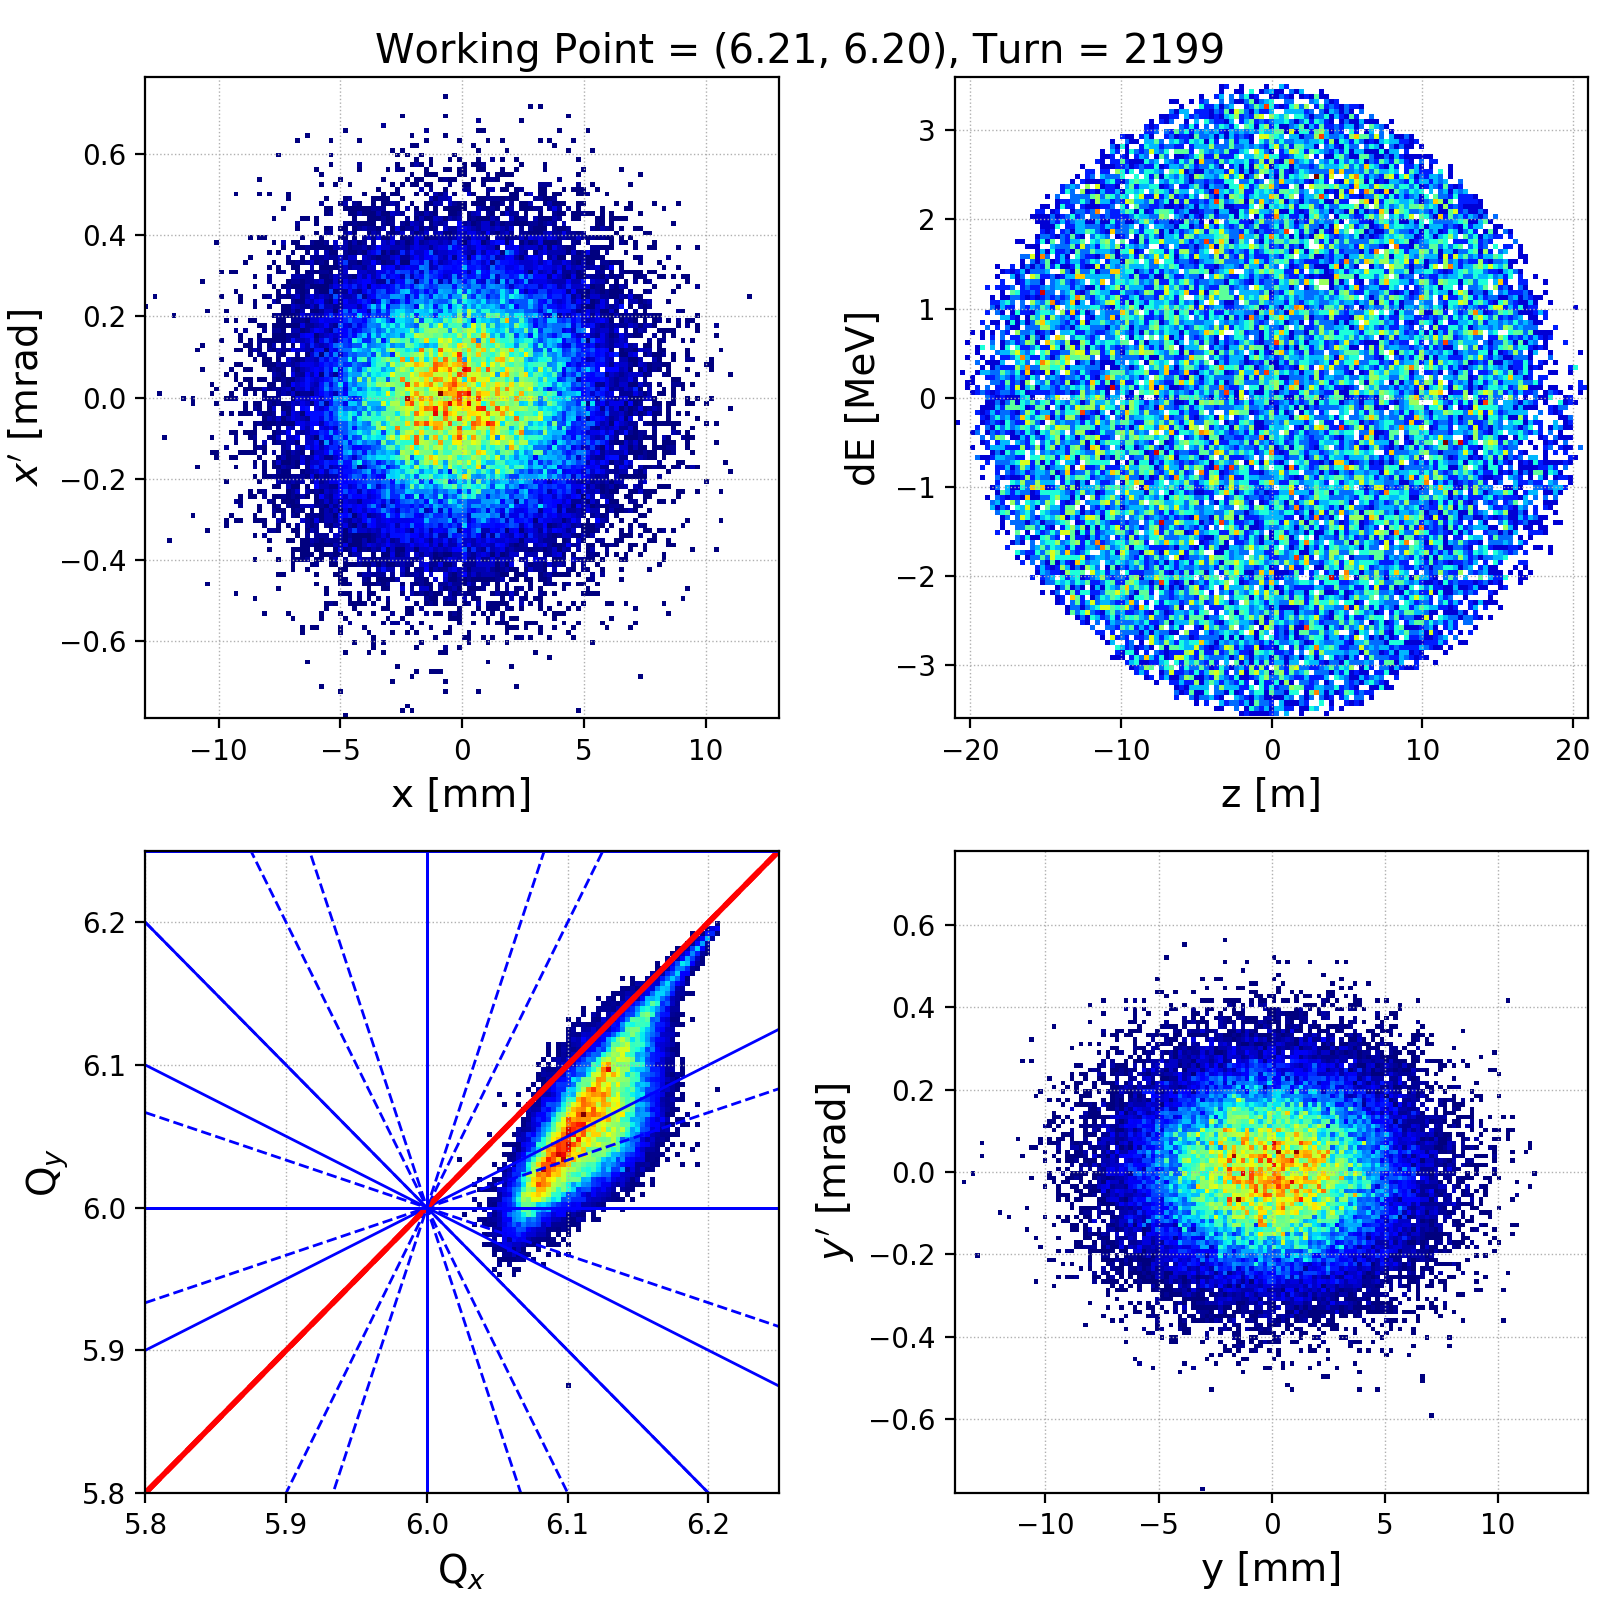 Working Point = (6.21, 6.20), Turn = 2199
0.6
0.4
0.2
0.0
−0.2
−0.4
−0.6
x′ [mrad]
−10 −5 0 5 10
x [mm]
3
2
1
0
−1
−2
−3
dE [MeV]
−20 −10 0 10 20
z [m]
6.2
6.1
6.0
5.9
5.8
Qy
5.8 5.9 6.0 6.1 6.2
Qx
0.6
0.4
0.2
0.0
−0.2
−0.4
−0.6
y′ [mrad]
−10 −5 0 5 10
y [mm]